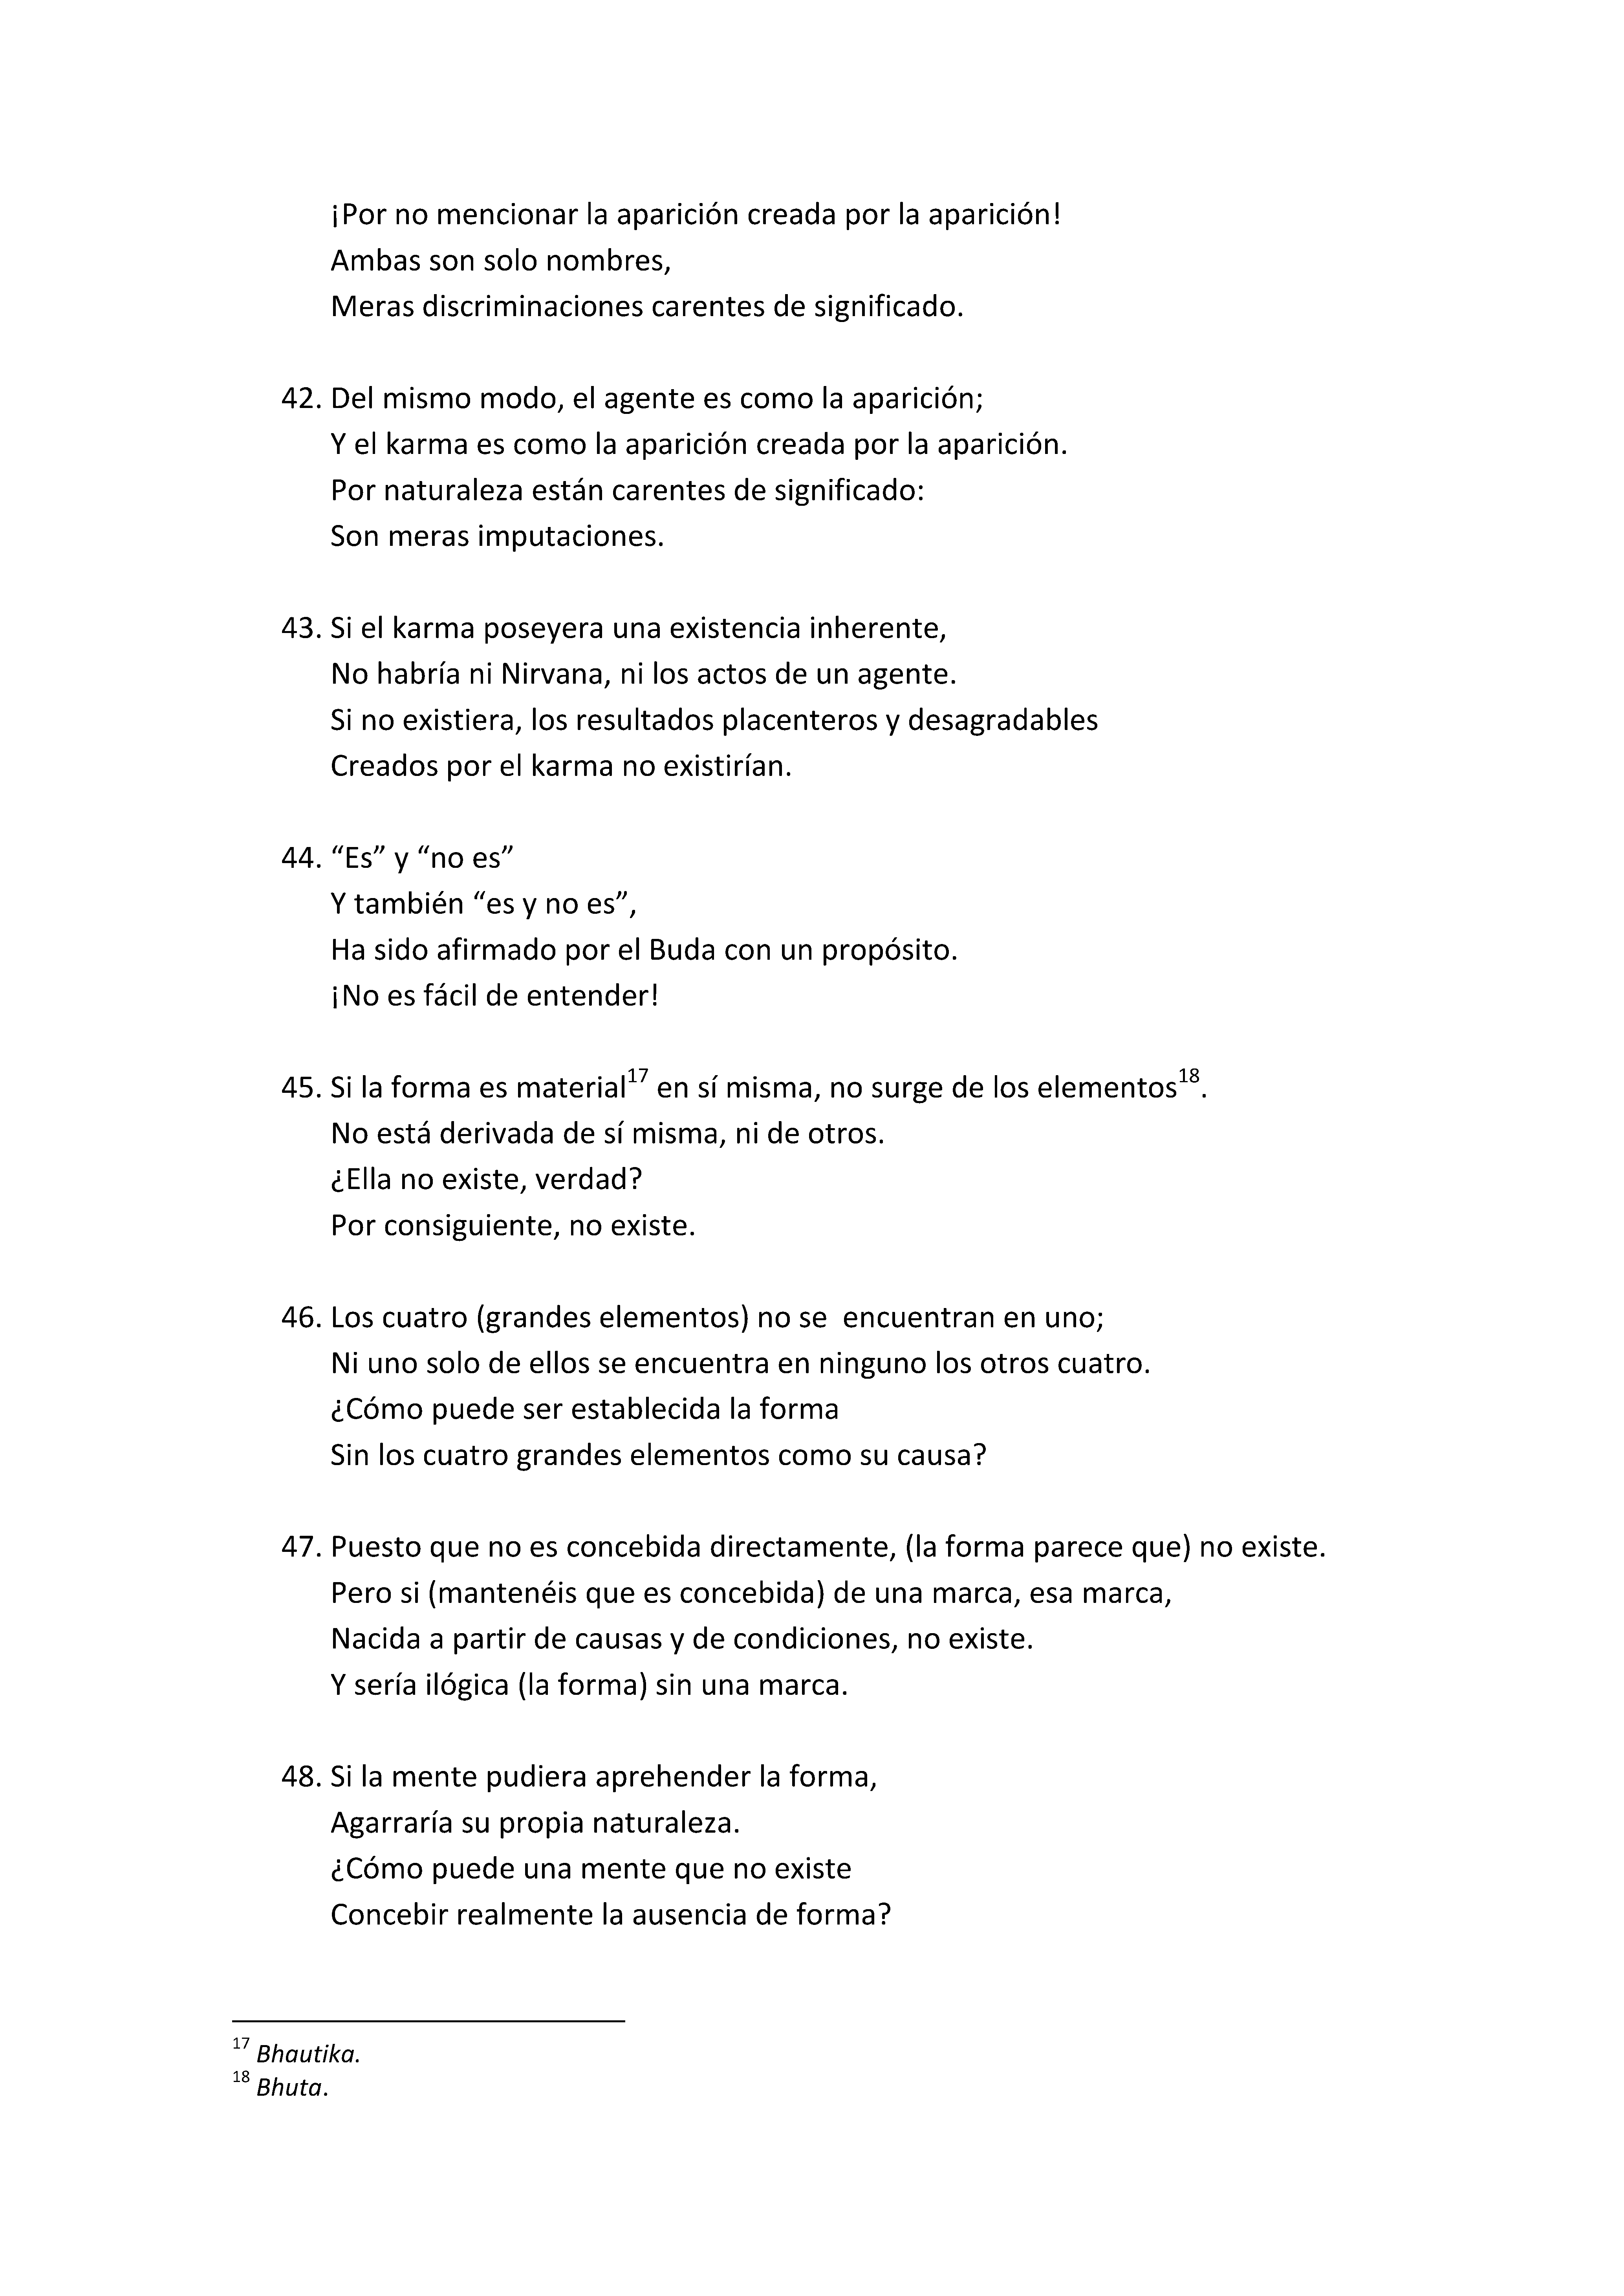 ¡Por no mencionar la aparición creada por la aparición!
Ambas son solo nombres,
Meras discriminaciones carentes de significado.
42. Del mismo modo, el agente es como la aparición;
Y el karma es como la aparición creada por la aparición.
Por naturaleza están carentes de significado:
Son meras imputaciones.
43. Si el karma poseyera una existencia inherente,
No habría ni Nirvana, ni los actos de un agente.
Si no existiera, los resultados placenteros y desagradables
Creados por el karma no existirían.
44. “Es” y “no es”
Y también “es y no es”,
Ha sido afirmado por el Buda con un propósito.
¡No es fácil de entender!
45. Si la forma es material17 en sí misma, no surge de los elementos18.
No está derivada de sí misma, ni de otros.
¿Ella no existe, verdad?
Por consiguiente, no existe.
46. Los cuatro (grandes elementos) no se  encuentran en uno;
Ni uno solo de ellos se encuentra en ninguno los otros cuatro.
¿Cómo puede ser establecida la forma
Sin los cuatro grandes elementos como su causa?
47. Puesto que no es concebida directamente, (la forma parece que) no existe.
Pero si (mantenéis que es concebida) de una marca, esa marca,
Nacida a partir de causas y de condiciones, no existe.
Y sería ilógica (la forma) sin una marca.
48. Si la mente pudiera aprehender la forma,
Agarraría su propia naturaleza.
¿Cómo puede una mente que no existe
Concebir realmente la ausencia de forma?
17 Bhautika.
18 Bhuta.